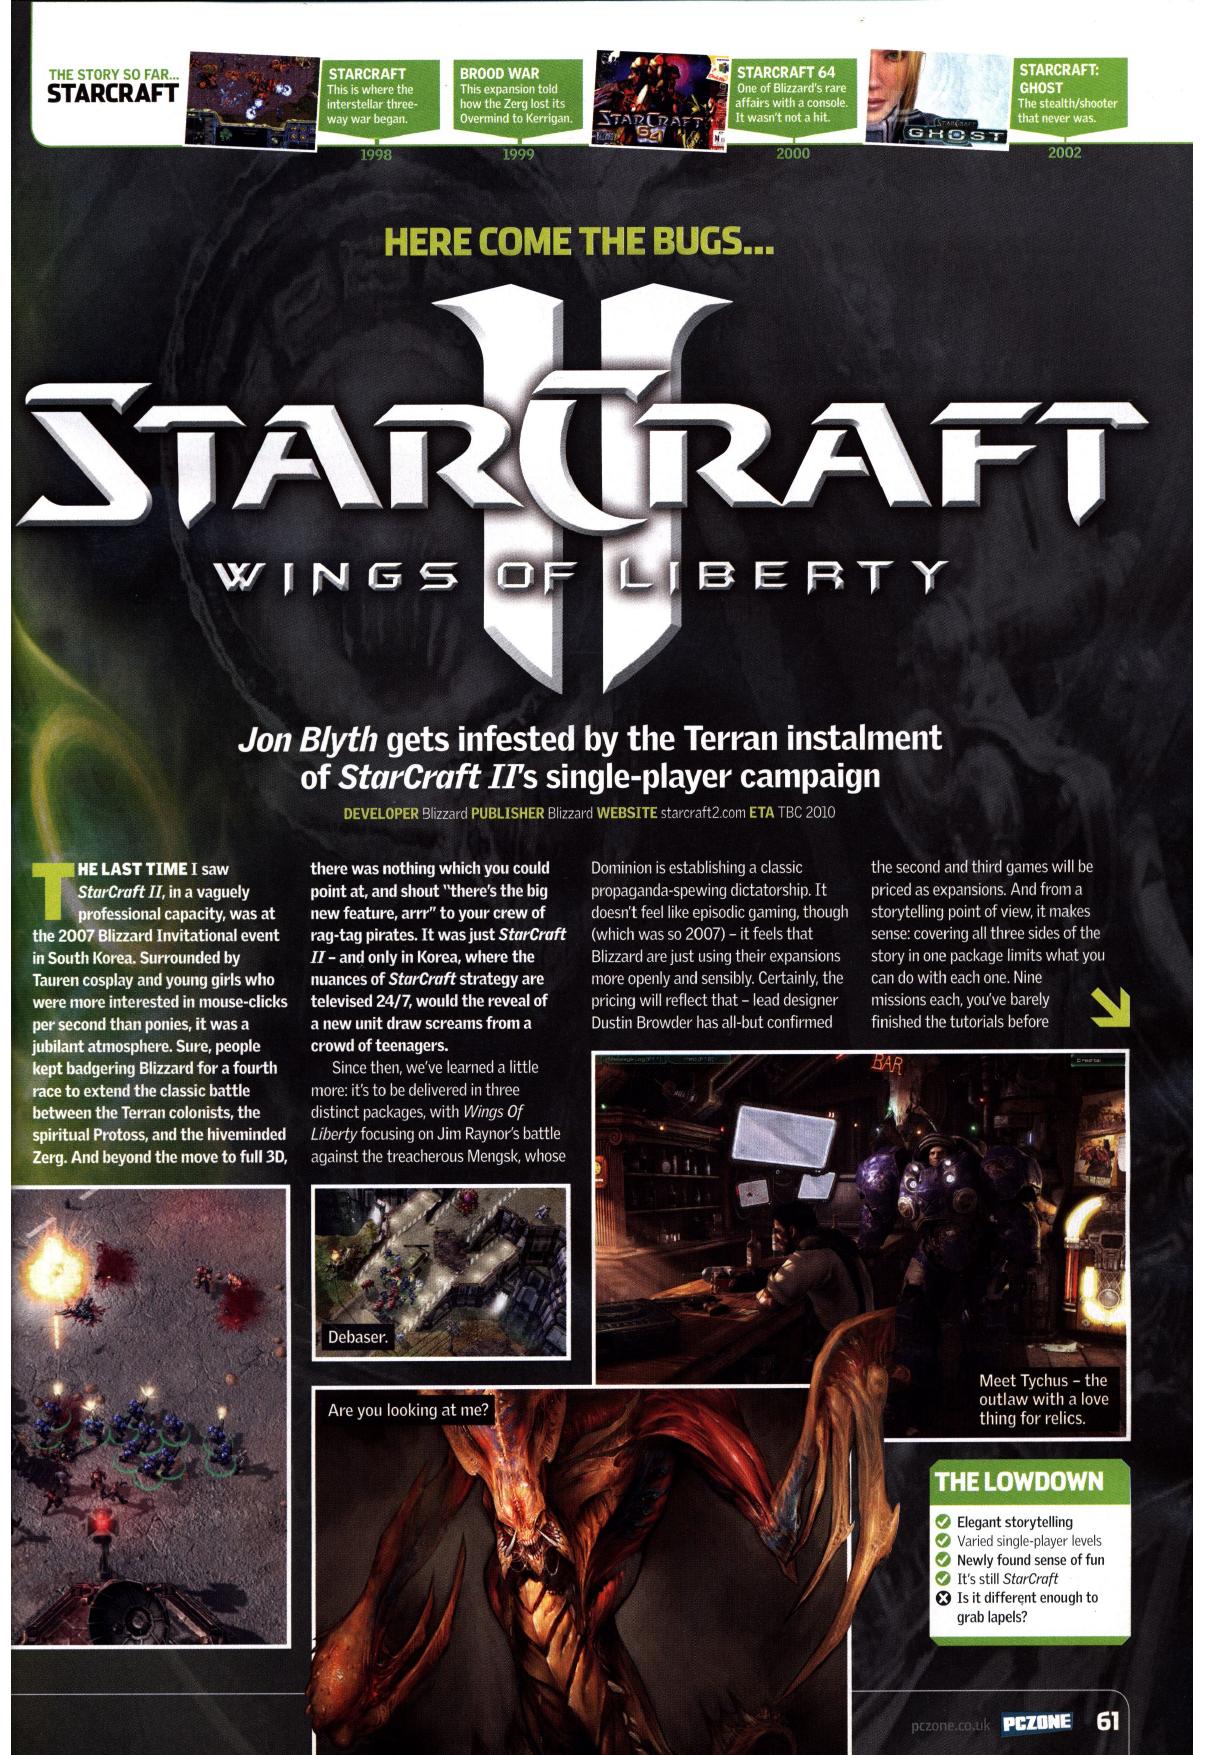 THE STORY SO FAR...
STARCRAFT
STARCRAFT
This is where the
interstellar three-
way war began.
1998
BROOD WAR
This expansion told
how the Zerg lost its
Overmind to Kerrigan.
1999
STARCRAFT
64
STARCRAFT 64
One of Blizzard's rare
affairs with a console.
It wasn't not a hit.
2000
STARCRAFT
GHOST
STARCRAFT:
GHOST
The stealth/shooter
that never was.
2002
HERE COME THE BUGS...
STARCRAFT
II
WINGS OF LIBERTY
Jon Blyth gets infested by the Terran instalment
of StarCraft II's single-player campaign
DEVELOPER Blizzard PUBLISHER Blizzard WEBSITE starcraft2.com ETA TBC 2010
THE LAST TIME I saw
StarCraft II, in a vaguely
professional capacity, was at
the 2007 Blizzard Invitational event
in South Korea. Surrounded by
Tauren cosplay and young girls who
were more interested in mouse-clicks
per second than ponies, it was a
jubilant atmosphere. Sure, people
kept badgering Blizzard for a fourth
race to extend the classic battle
between the Terran colonists, the
spiritual Protoss, and the hiveminded
Zerg. And beyond the move to full 3D,
there was nothing which you could
point at, and shout "there's the big
new feature, arrr" to your crew of
rag-tag pirates. It was just StarCraft
II – and only in Korea, where the
nuances of StarCraft strategy are
televised 24/7, would the reveal of
a new unit draw screams from a
crowd of teenagers.
Since then, we've learned a little
more: it's to be delivered in three
distinct packages, with Wings Of
Liberty focusing on Jim Raynor's battle
against the treacherous Mengsk, whose
Dominion is establishing a classic
propaganda-spewing dictatorship. It
doesn't feel like episodic gaming, though
(which was so 2007) – it feels that
Blizzard are just using their expansions
more openly and sensibly. Certainly, the
pricing will reflect that – lead designer
Dustin Browder has all-but confirmed
the second and third games will be
priced as expansions. And from a
storytelling point of view, it makes
sense: covering all three sides of the
story in one package limits what you
can do with each one. Nine
missions each, you've barely
finished the tutorials before
BAR
Debaser.
Meet Tychus – the
outlaw with a love
thing for relics.
Are you looking at me?
THE LOWDOWN
Elegant storytelling
Varied single-player levels
Newly found sense of fun
It's still StarCraft
Is it different enough to
grab lapels?
pczone.co.uk PCZONE 61